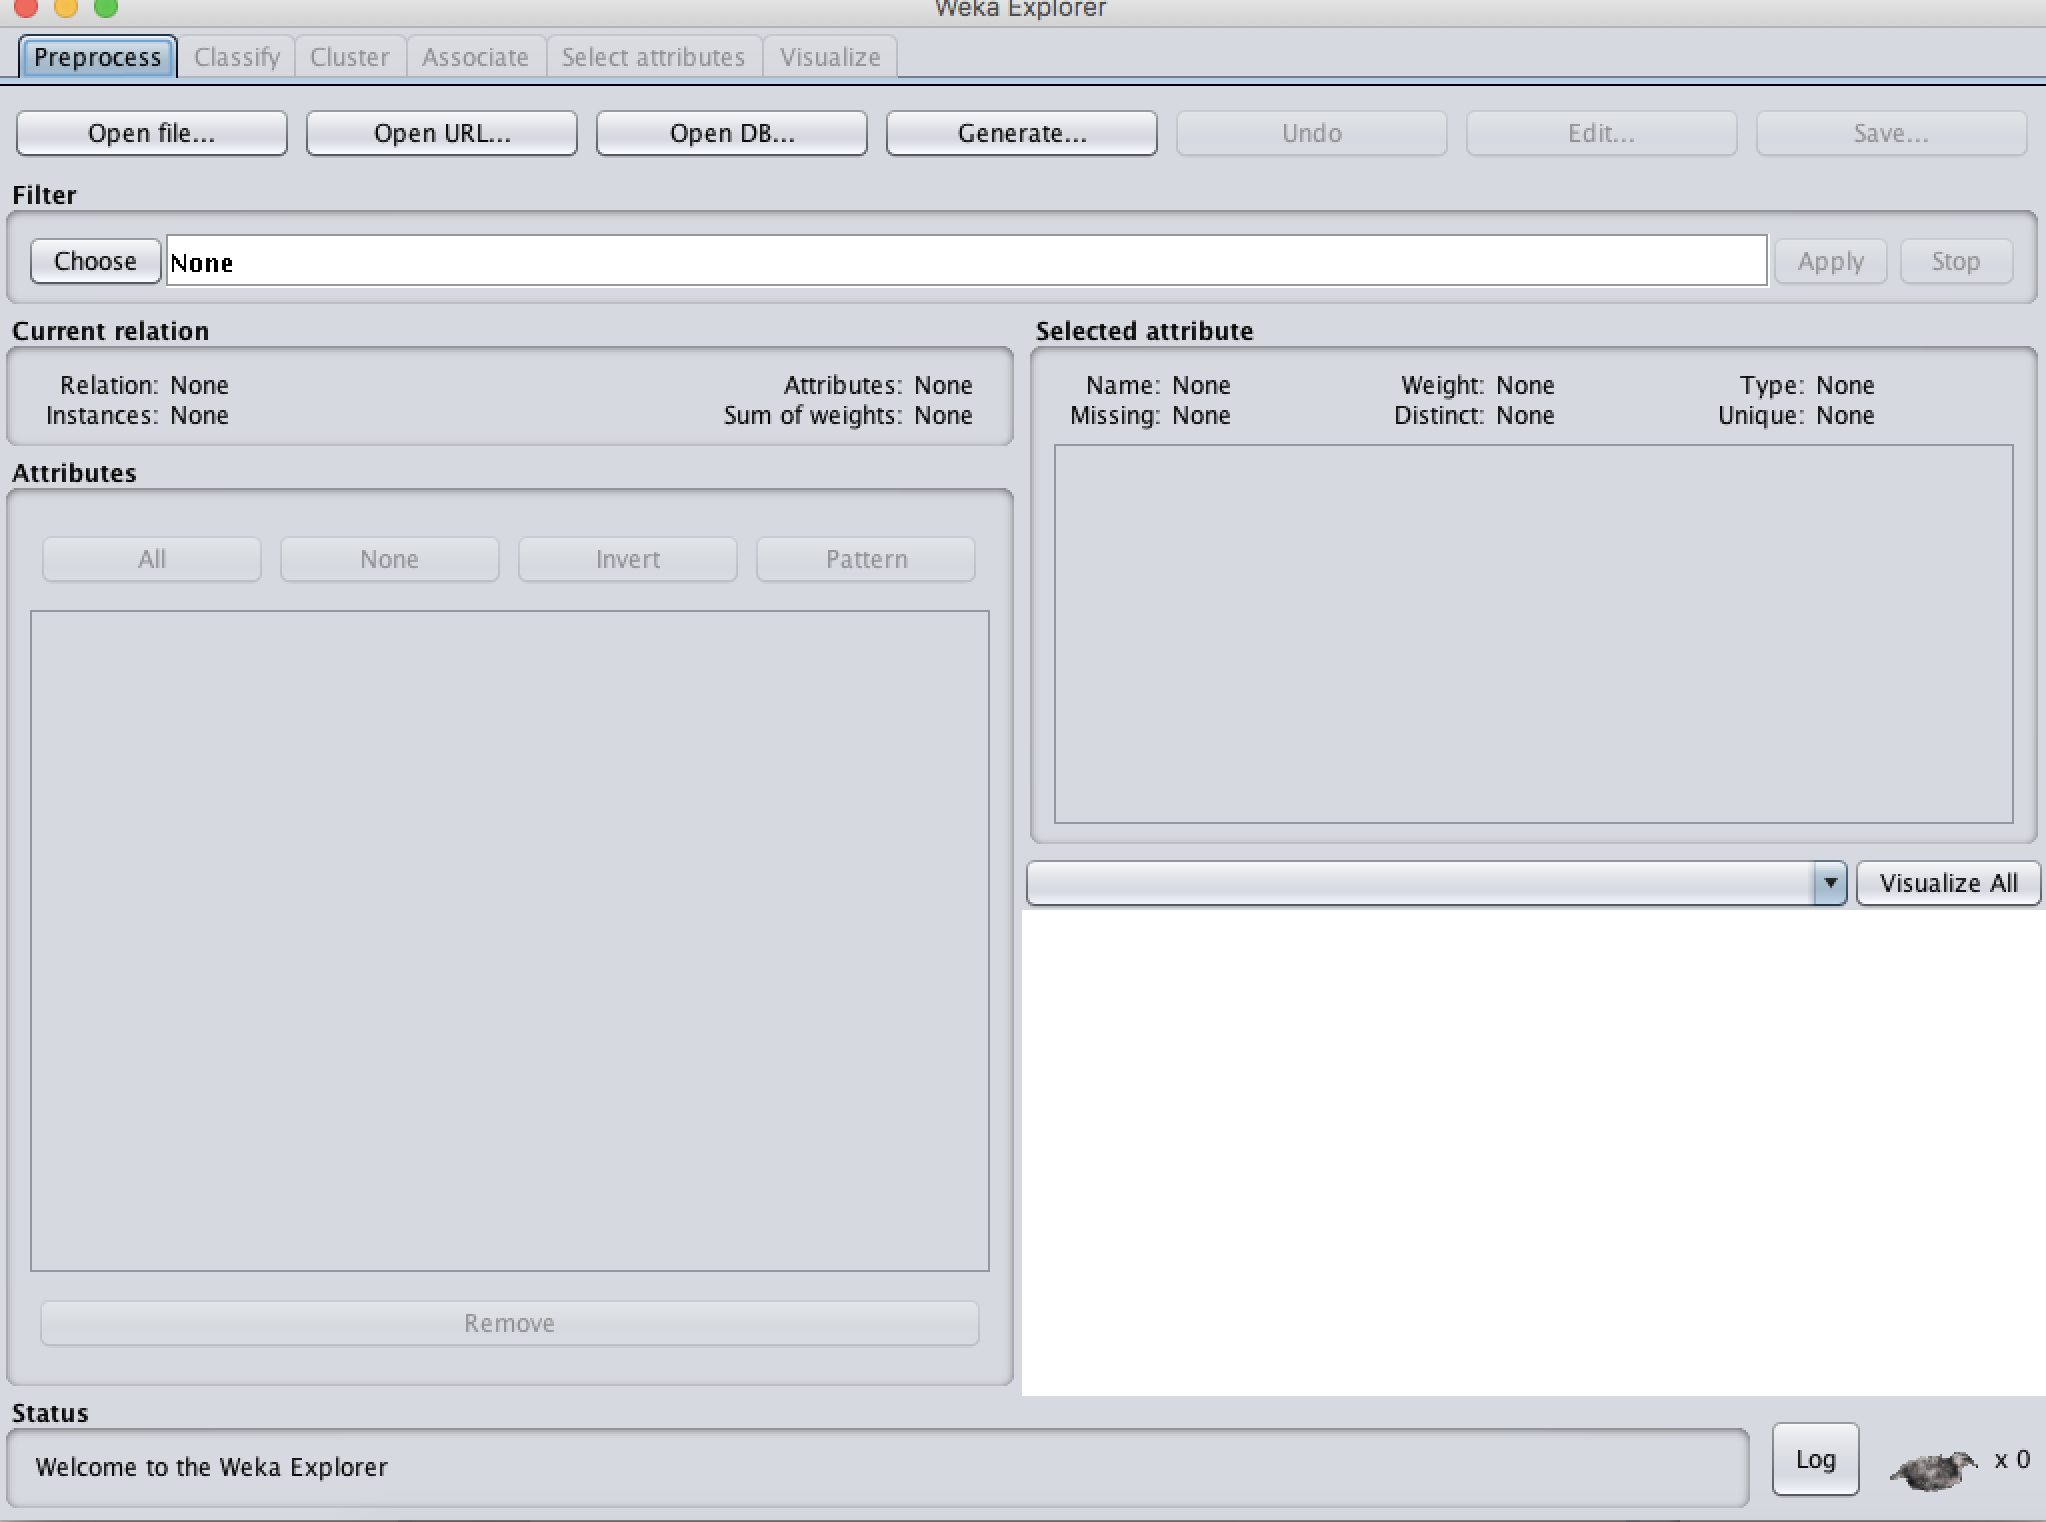 Weka Explorer
Preprocess Classify Cluster Associate Select attributes Visualize
Open file... Open URL... Open DB... Generate... Undo Edit... Save...
Filter
Choose None Apply Stop
Current relation
Relation: None Attributes: None
Instances: None Sum of weights: None
Selected attribute
Name: None Weight: None Type: None
Missing: None Distinct: None Unique: None
Attributes
All None Invert Pattern
Remove
Visualize All
Status
Welcome to the Weka Explorer
Log x 0